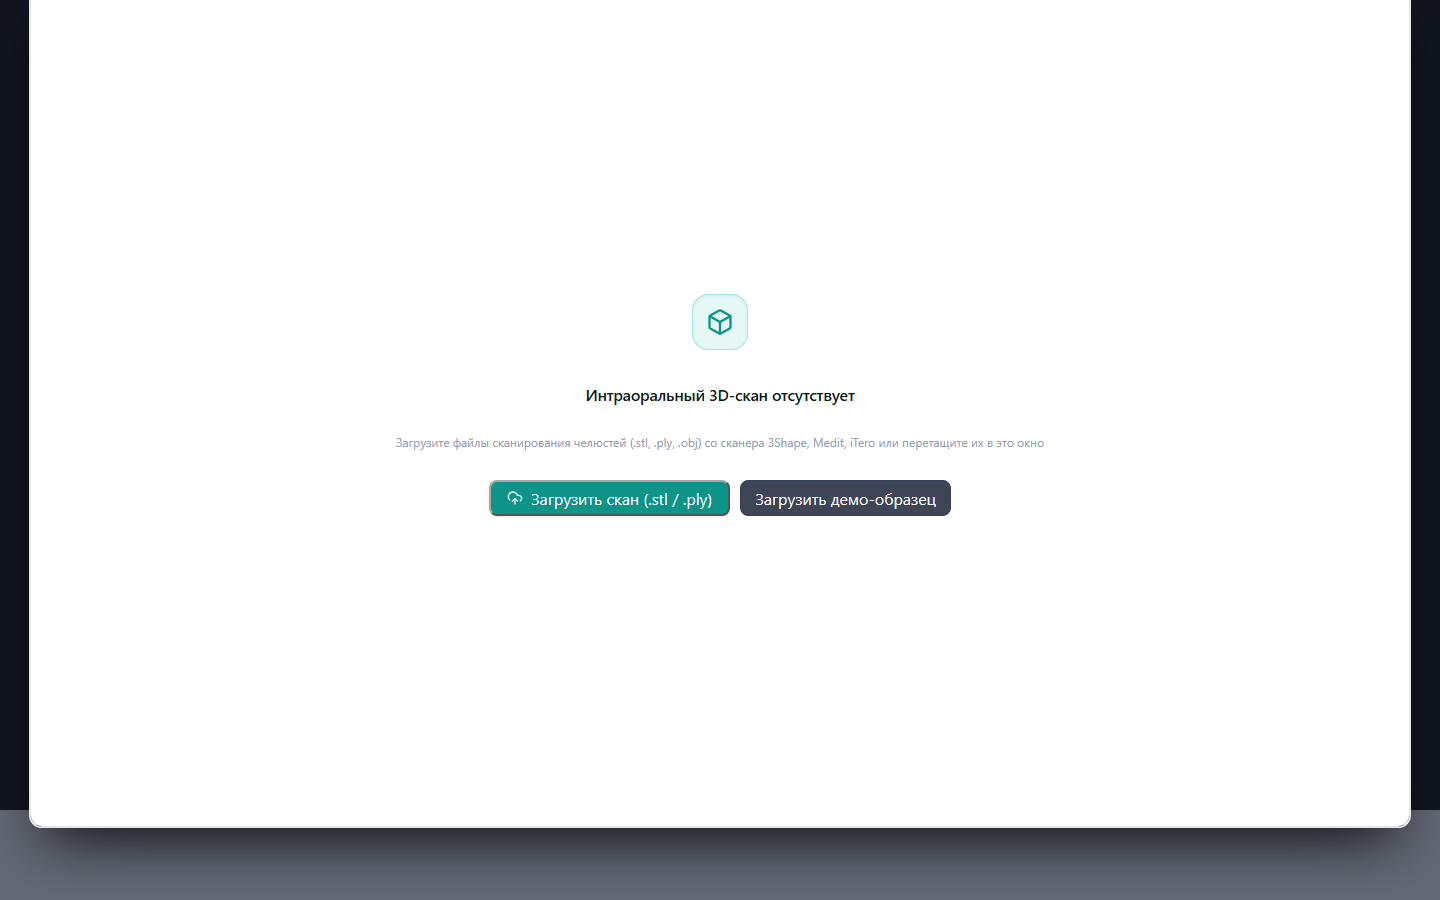 Интраоральный 3D-скан отсутствует
Загрузите файлы сканирования челюстей (.stl, .ply, .obj) со сканера 3Shape, Medit, iTero или перетащите их в это окно
Загрузить скан (.stl / .ply)
Загрузить демо-образец